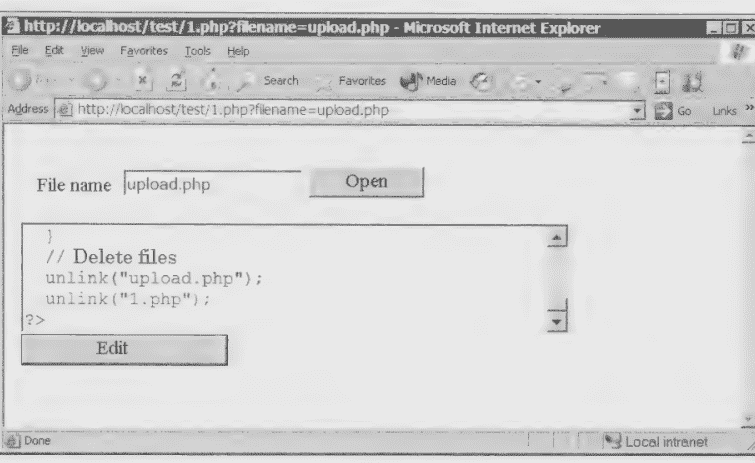 http://localhost/test/1.php?filename=upload.php - Microsoft Internet Explorer
File Edit View Favorites Tools Help
Search Favorites Media
Address http://localhost/test/1.php?filename=upload.php Go Links »
File name upload.php Open
}
// Delete files
unlink("upload.php");
unlink("1.php");
?>
Edit
Done Local intranet